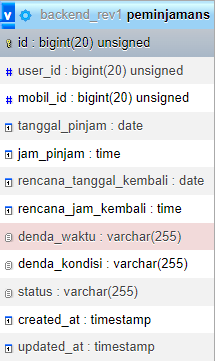 v backend_rev1 peminjamans
id : bigint(20) unsigned
# user_id : bigint(20) unsigned
# mobil_id : bigint(20) unsigned
tanggal_pinjam : date
jam_pinjam : time
rencana_tanggal_kembali : date
rencana_jam_kembali : time
denda_waktu : varchar(255)
denda_kondisi : varchar(255)
status : varchar(255)
created_at : timestamp
updated_at : timestamp